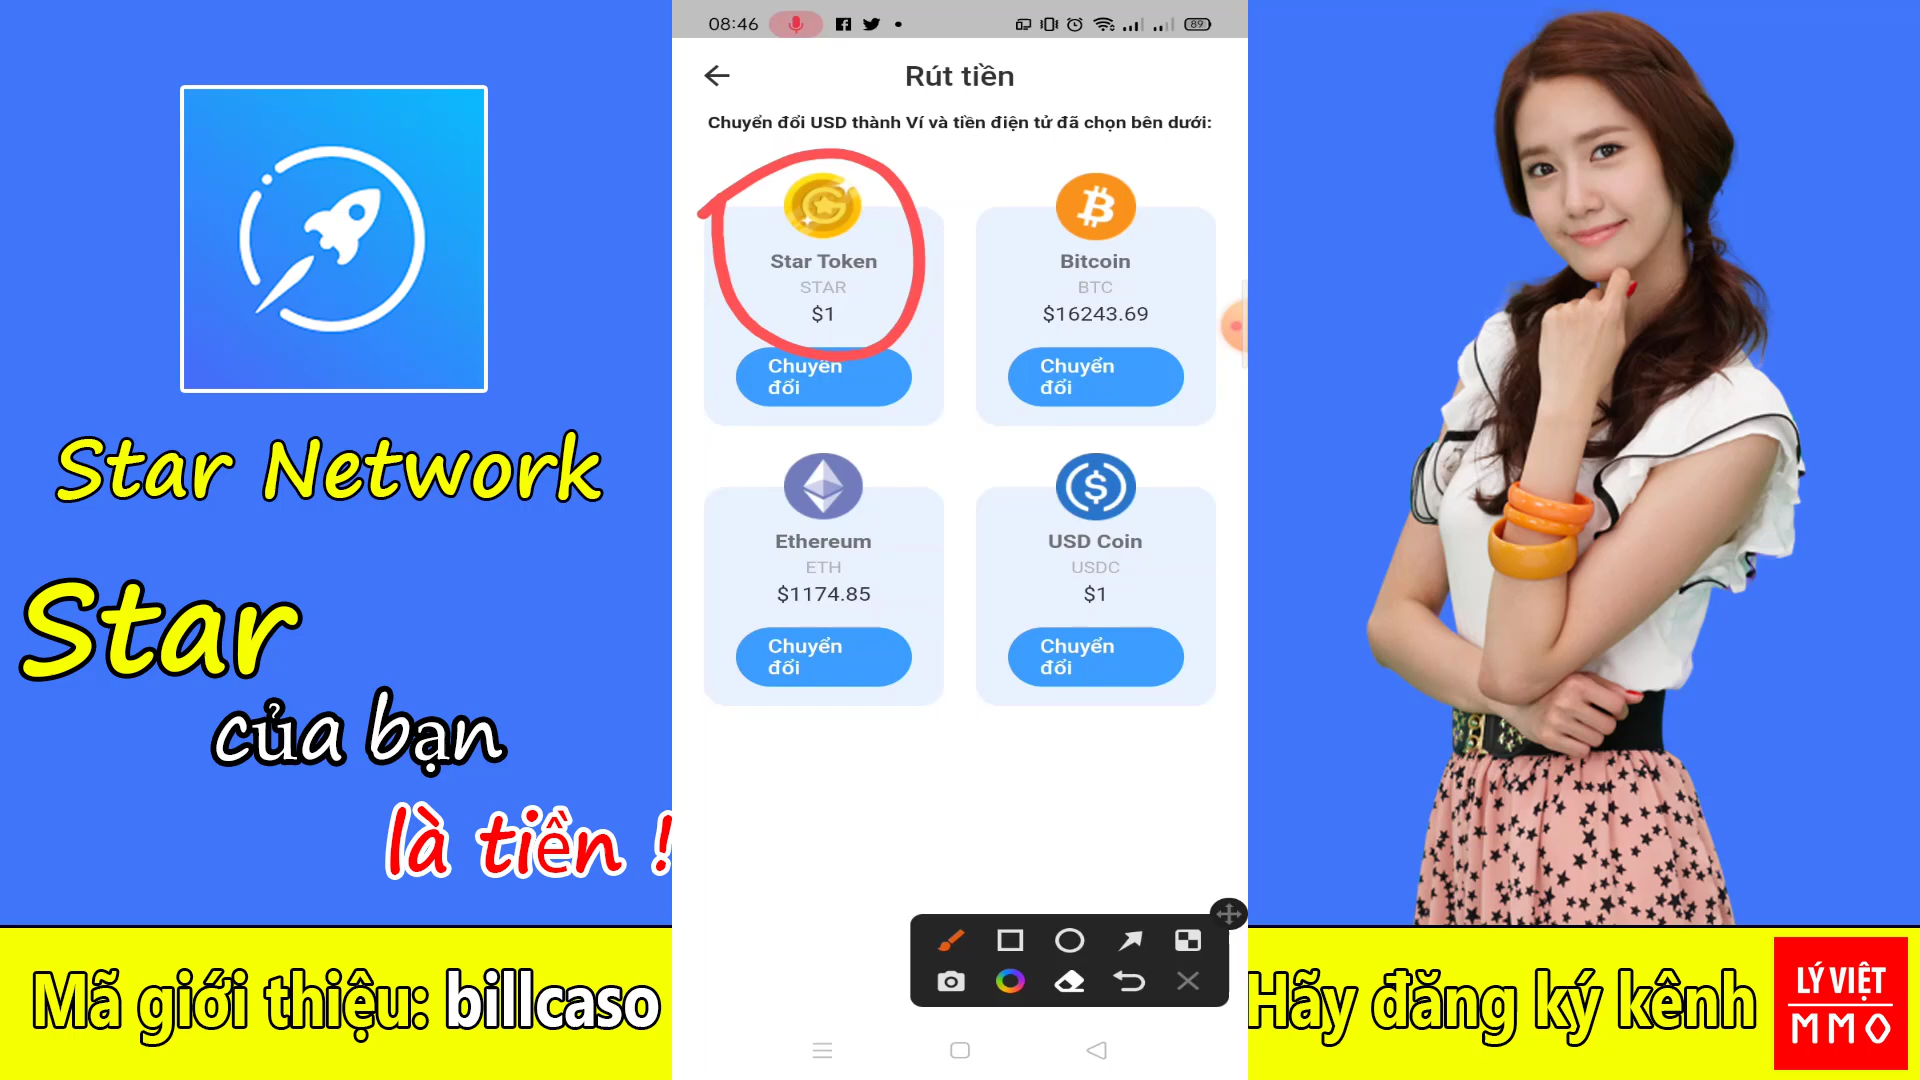 08:46
89
Rút tiền
Chuyển đổi USD thành Ví và tiền điện tử đã chọn bên dưới:
Star Token
STAR
$1
Chuyển
đổi
Bitcoin
BTC
$16243.69
Chuyển
đổi
Ethereum
ETH
$1174.85
Chuyển
đổi
USD Coin
USDC
$1
Chuyển
đổi
Star Network
Star
của bạn
là tiền !
Mã giới thiệu: billcaso
Hãy đăng ký kênh
LÝ VIỆT
MMO